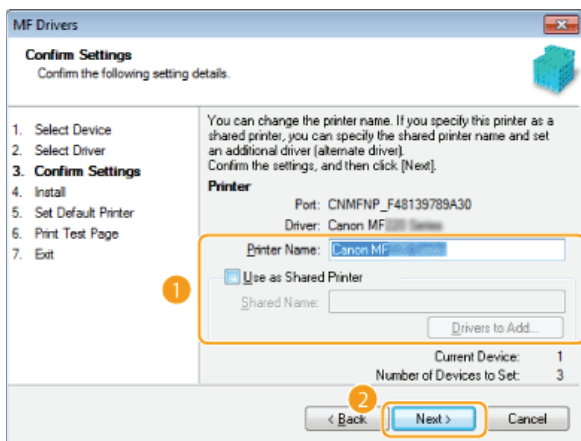 MF Drivers
Confirm Settings
Confirm the following setting details.
1. Select Device
2. Select Driver
3. Confirm Settings
4. Install
5. Set Default Printer
6. Print Test Page
7. Exit
You can change the printer name. If you specify this printer as a
shared printer, you can specify the shared printer name and set
an additional driver (alternate driver).
Confirm the settings, and then click [Next].
Printer
Port: CNMFNP_F48139789A30
Driver: Canon MF
Printer Name: Canon MF
1
Use as Shared Printer
Shared Name:
Drivers to Add...
Current Device: 1
Number of Devices to Set: 3
2
< Back Next > Cancel